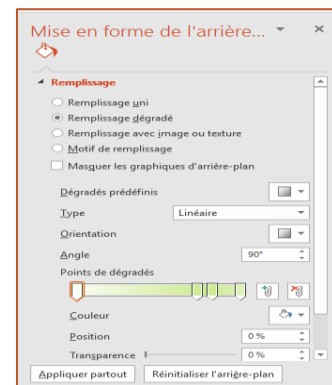 Mise en forme de l'arrière...
Remplissage
Remplissage uni
Remplissage dégradé
Remplissage avec image ou texture
Motif de remplissage
Masquer les graphiques d'arrière-plan
Dégradés prédéfinis
Type Linéaire
Orientation
Angle 90°
Points de dégradés
Couleur
Position 0 %
Transparence 0 %
Appliquer partout Réinitialiser l'arrière-plan